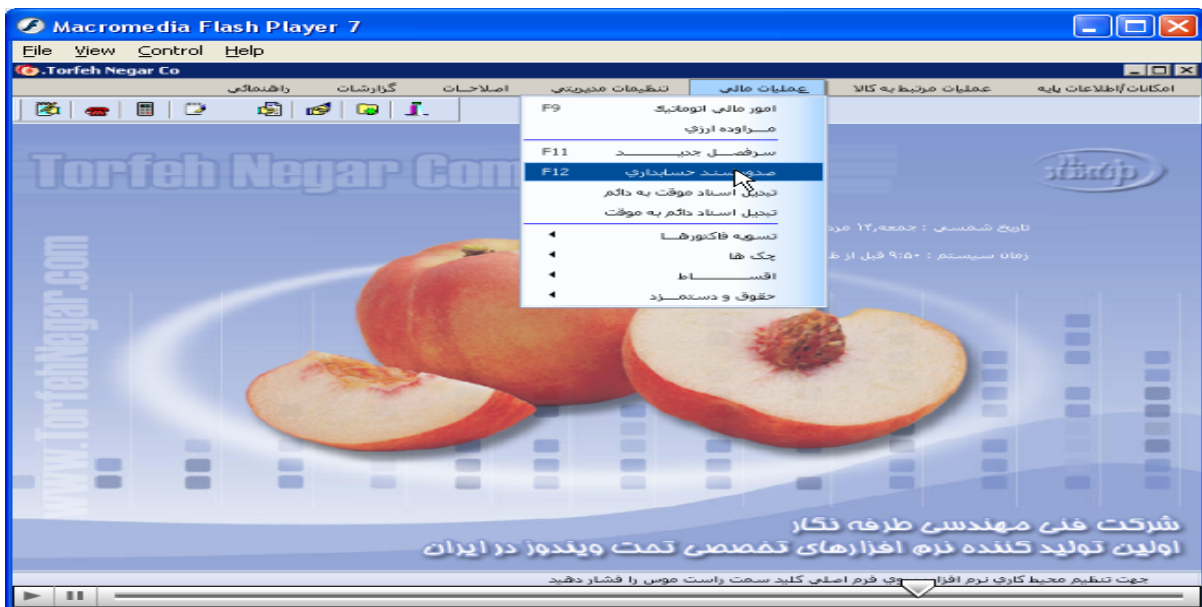 Macromedia Flash Player 7
File View Control Help
.Torfeh Negar Co
امکانات/اطلاعات پایه عملیات مرتبط به کالا عملیات مالی تنظیمات مدیریتی اصلاحات گزارشات راهنمائی
امور مالی اتوماتیک F9
مراوده ارزی
سرفصل جدید F11
صدور سند حسابداری F12
تبدیل اسناد موقت به دائم
تبدیل اسناد دائم به موقت
تسویه فاکتورها
چک ها
اقساط
حقوق و دستمزد
Torfeh Negar Com
طرفه نگار
تاریخ شمسی : جمعه,۱۲
زمان سیستم : ۹:۵۰ قبل از
www.TorfehNegar.com
شرکت فنی مهندسی طرفه نگار
اولین تولید کننده نرم افزارهای تخصصی تحت ویندوز در ایران
جهت تنظیم محیط کاری نرم افزار روی فرم اصلی کلید سمت راست موس را فشار دهید